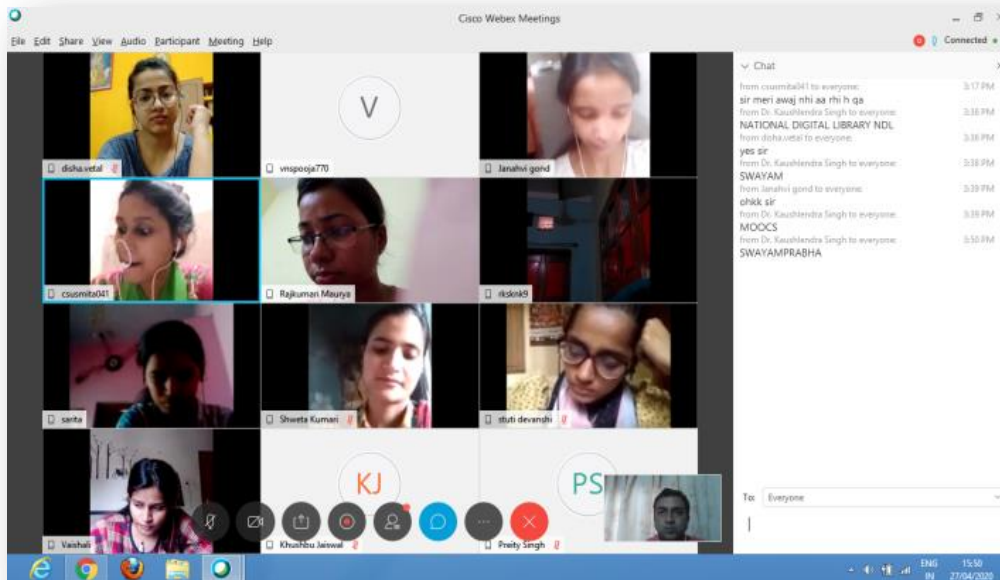 Cisco Webex Meetings
File Edit Share View Audio Participant Meeting Help
Connected
Chat
from csusmita041 to everyone: 3:17 PM
sir meri awaj nhi aa rhi h qa
from Dr. Kaushlendra Singh to everyone: 3:38 PM
NATIONAL DIGITAL LIBRARY NDL
from disha.vetal to everyone: 3:38 PM
yes sir
from Dr. Kaushlendra Singh to everyone: 3:38 PM
SWAYAM
from Janahvi gond to everyone: 3:39 PM
ohkk sir
from Dr. Kaushlendra Singh to everyone: 3:39 PM
MOOCS
from Dr. Kaushlendra Singh to everyone: 3:50 PM
SWAYAMPRABHA
V
disha.vetal
vnspooja770
Janahvi gond
csusmita041
Rajkumari Maurya
rksknk9
sarita
Shweta Kumari
stuti devanshi
KJ
PS
Vaishali
Khushbu Jaiswal
Preity Singh
To: Everyone
ENG 15:50
IN 27/04/2020